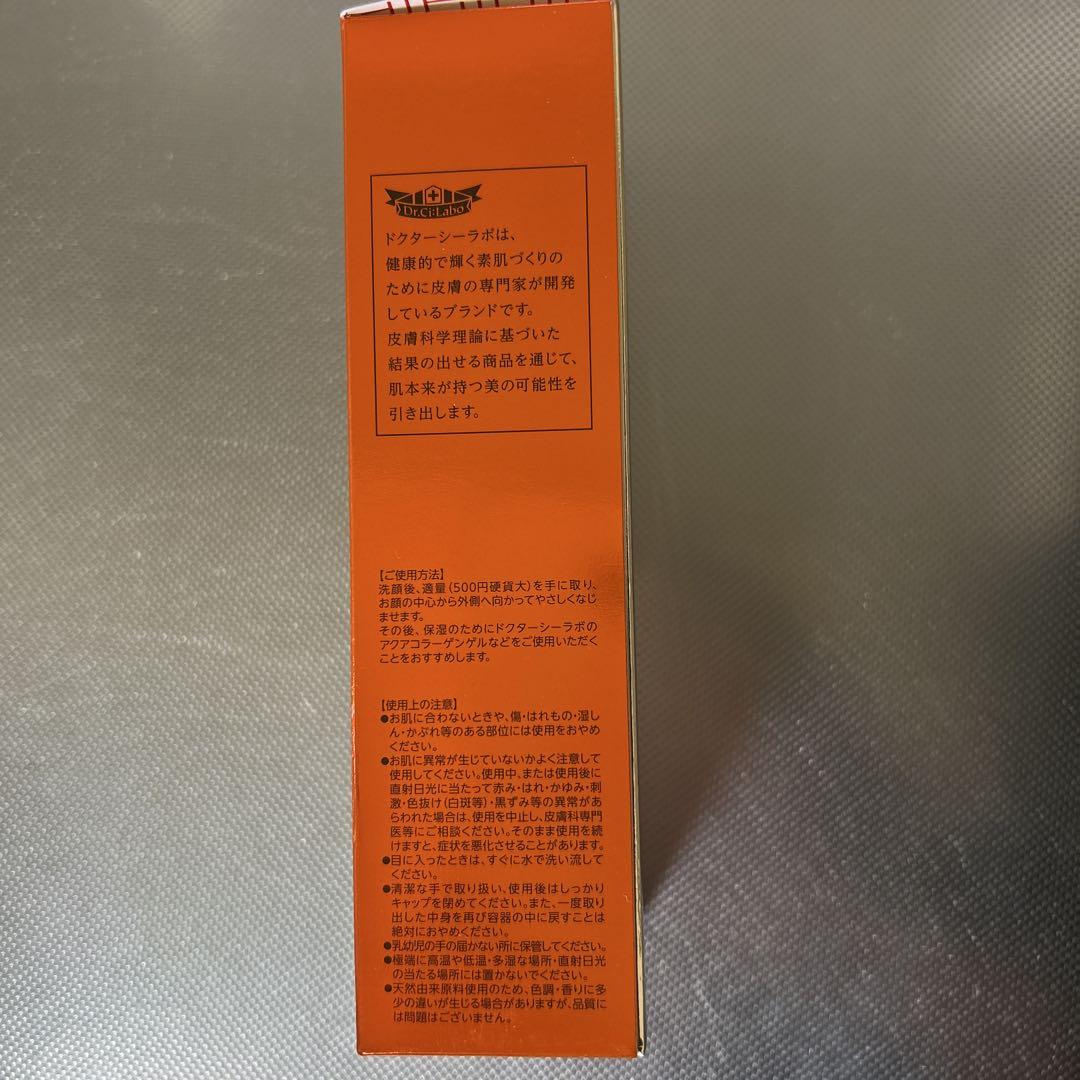 Dr.Ci:Labo
ドクターシーラボは、
健康的で輝く素肌づくりの
ために皮膚の専門家が開発
しているブランドです。
皮膚科学理論に基づいた
結果の出せる商品を通じて、
肌本来が持つ美の可能性を
引き出します。
【ご使用方法】
洗顔後、適量(500円硬貨大)を手に取り、
お顔の中心から外側へ向かってやさしくなじ
ませます。
その後、保湿のためにドクターシーラボの
アクアコラーゲンゲルなどをご使用いただく
ことをおすすめします。
【使用上の注意】
●お肌に合わないときや、傷・はれもの・湿し
ん・かぶれ等のある部位には使用をおやめ
ください。
●お肌に異常が生じていないかよく注意して
使用してください。使用中、または使用後に
直射日光に当たって赤み・はれ・かゆみ・刺
激・色抜け(白斑等)・黒ずみ等の異常があ
らわれた場合は、使用を中止し、皮膚科専門
医等にご相談ください。そのまま使用を続
けますと、症状を悪化させることがあります。
●目に入ったときは、すぐに水で洗い流して
ください。
●清潔な手で取り扱い、使用後はしっかり
キャップを閉めてください。また、一度取り
出した中身を再び容器の中に戻すことは
絶対におやめください。
●乳幼児の手の届かない所に保管してください。
●極端に高温や低温・多湿な場所・直射日光
の当たる場所には置かないでください。
●天然由来原料使用のため、色調・香りに多
少の違いが生じる場合がありますが、品質に
は問題はございません。